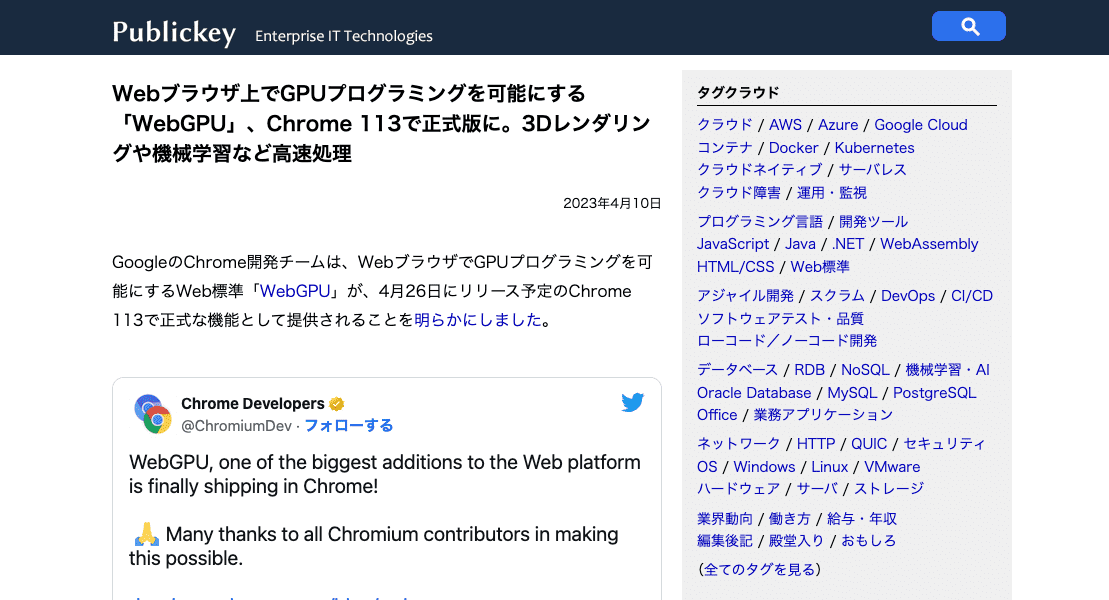 Publickey Enterprise IT Technologies
Webブラウザ上でGPUプログラミングを可能にする
「WebGPU」、Chrome 113で正式版に。3Dレンダリン
グや機械学習など高速処理
2023年4月10日
GoogleのChrome開発チームは、WebブラウザでGPUプログラミングを可
能にするWeb標準「WebGPU」が、4月26日にリリース予定のChrome
113で正式な機能として提供されることを明らかにしました。
Chrome Developers
@ChromiumDev · フォローする
WebGPU, one of the biggest additions to the Web platform
is finally shipping in Chrome!
🙏 Many thanks to all Chromium contributors in making
this possible.
タグクラウド
クラウド / AWS / Azure / Google Cloud
コンテナ / Docker / Kubernetes
クラウドネイティブ / サーバレス
クラウド障害 / 運用・監視
プログラミング言語 / 開発ツール
JavaScript / Java / .NET / WebAssembly
HTML/CSS / Web標準
アジャイル開発 / スクラム / DevOps / CI/CD
ソフトウェアテスト・品質
ローコード／ノーコード開発
データベース / RDB / NoSQL / 機械学習・AI
Oracle Database / MySQL / PostgreSQL
Office / 業務アプリケーション
ネットワーク / HTTP / QUIC / セキュリティ
OS / Windows / Linux / VMware
ハードウェア / サーバ / ストレージ
業界動向 / 働き方 / 給与・年収
編集後記 / 殿堂入り / おもしろ
（全てのタグを見る）